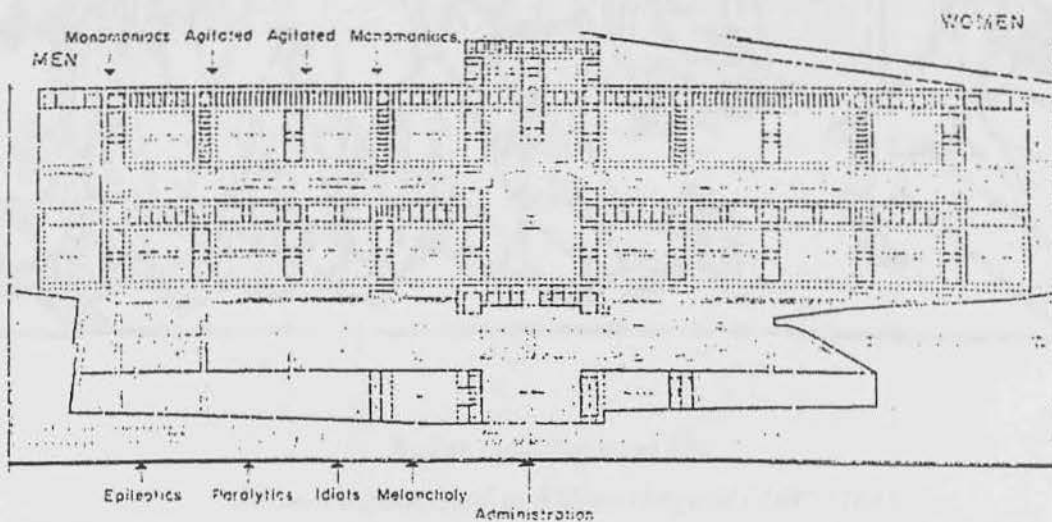 WOMEN
Monomaniacs Agitated Agitated Monomaniacs
MEN
Epileptics Paralytics Idiots Melancholy
Administration